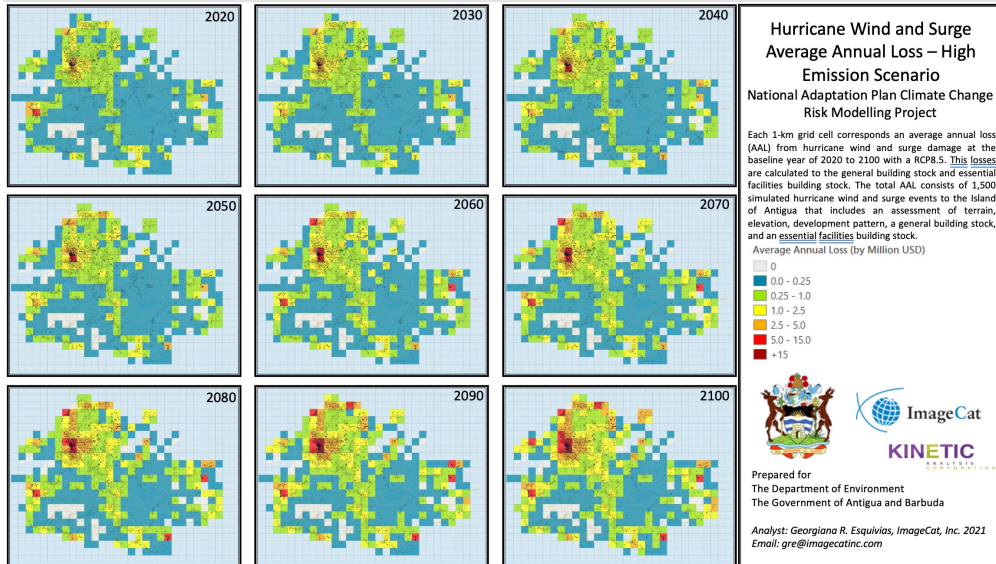 2020
2030
2040
2050
2060
2070
2080
2090
2100
Hurricane Wind and Surge
Average Annual Loss – High
Emission Scenario
National Adaptation Plan Climate Change
Risk Modelling Project
Each 1-km grid cell corresponds an average annual loss
(AAL) from hurricane wind and surge damage at the
baseline year of 2020 to 2100 with a RCP8.5. This losses
are calculated to the general building stock and essential
facilities building stock. The total AAL consists of 1,500
simulated hurricane wind and surge events to the Island
of Antigua that includes an assessment of terrain,
elevation, development pattern, a general building stock,
and an essential facilities building stock.
Average Annual Loss (by Million USD)
0
0.0 - 0.25
0.25 - 1.0
1.0 - 2.5
2.5 - 5.0
5.0 - 15.0
+15
ImageCat
KINETIC
ANALYSIS
CORPORATION
Prepared for
The Department of Environment
The Government of Antigua and Barbuda
Analyst: Georgiana R. Esquivias, ImageCat, Inc. 2021
Email: gre@imagecatinc.com